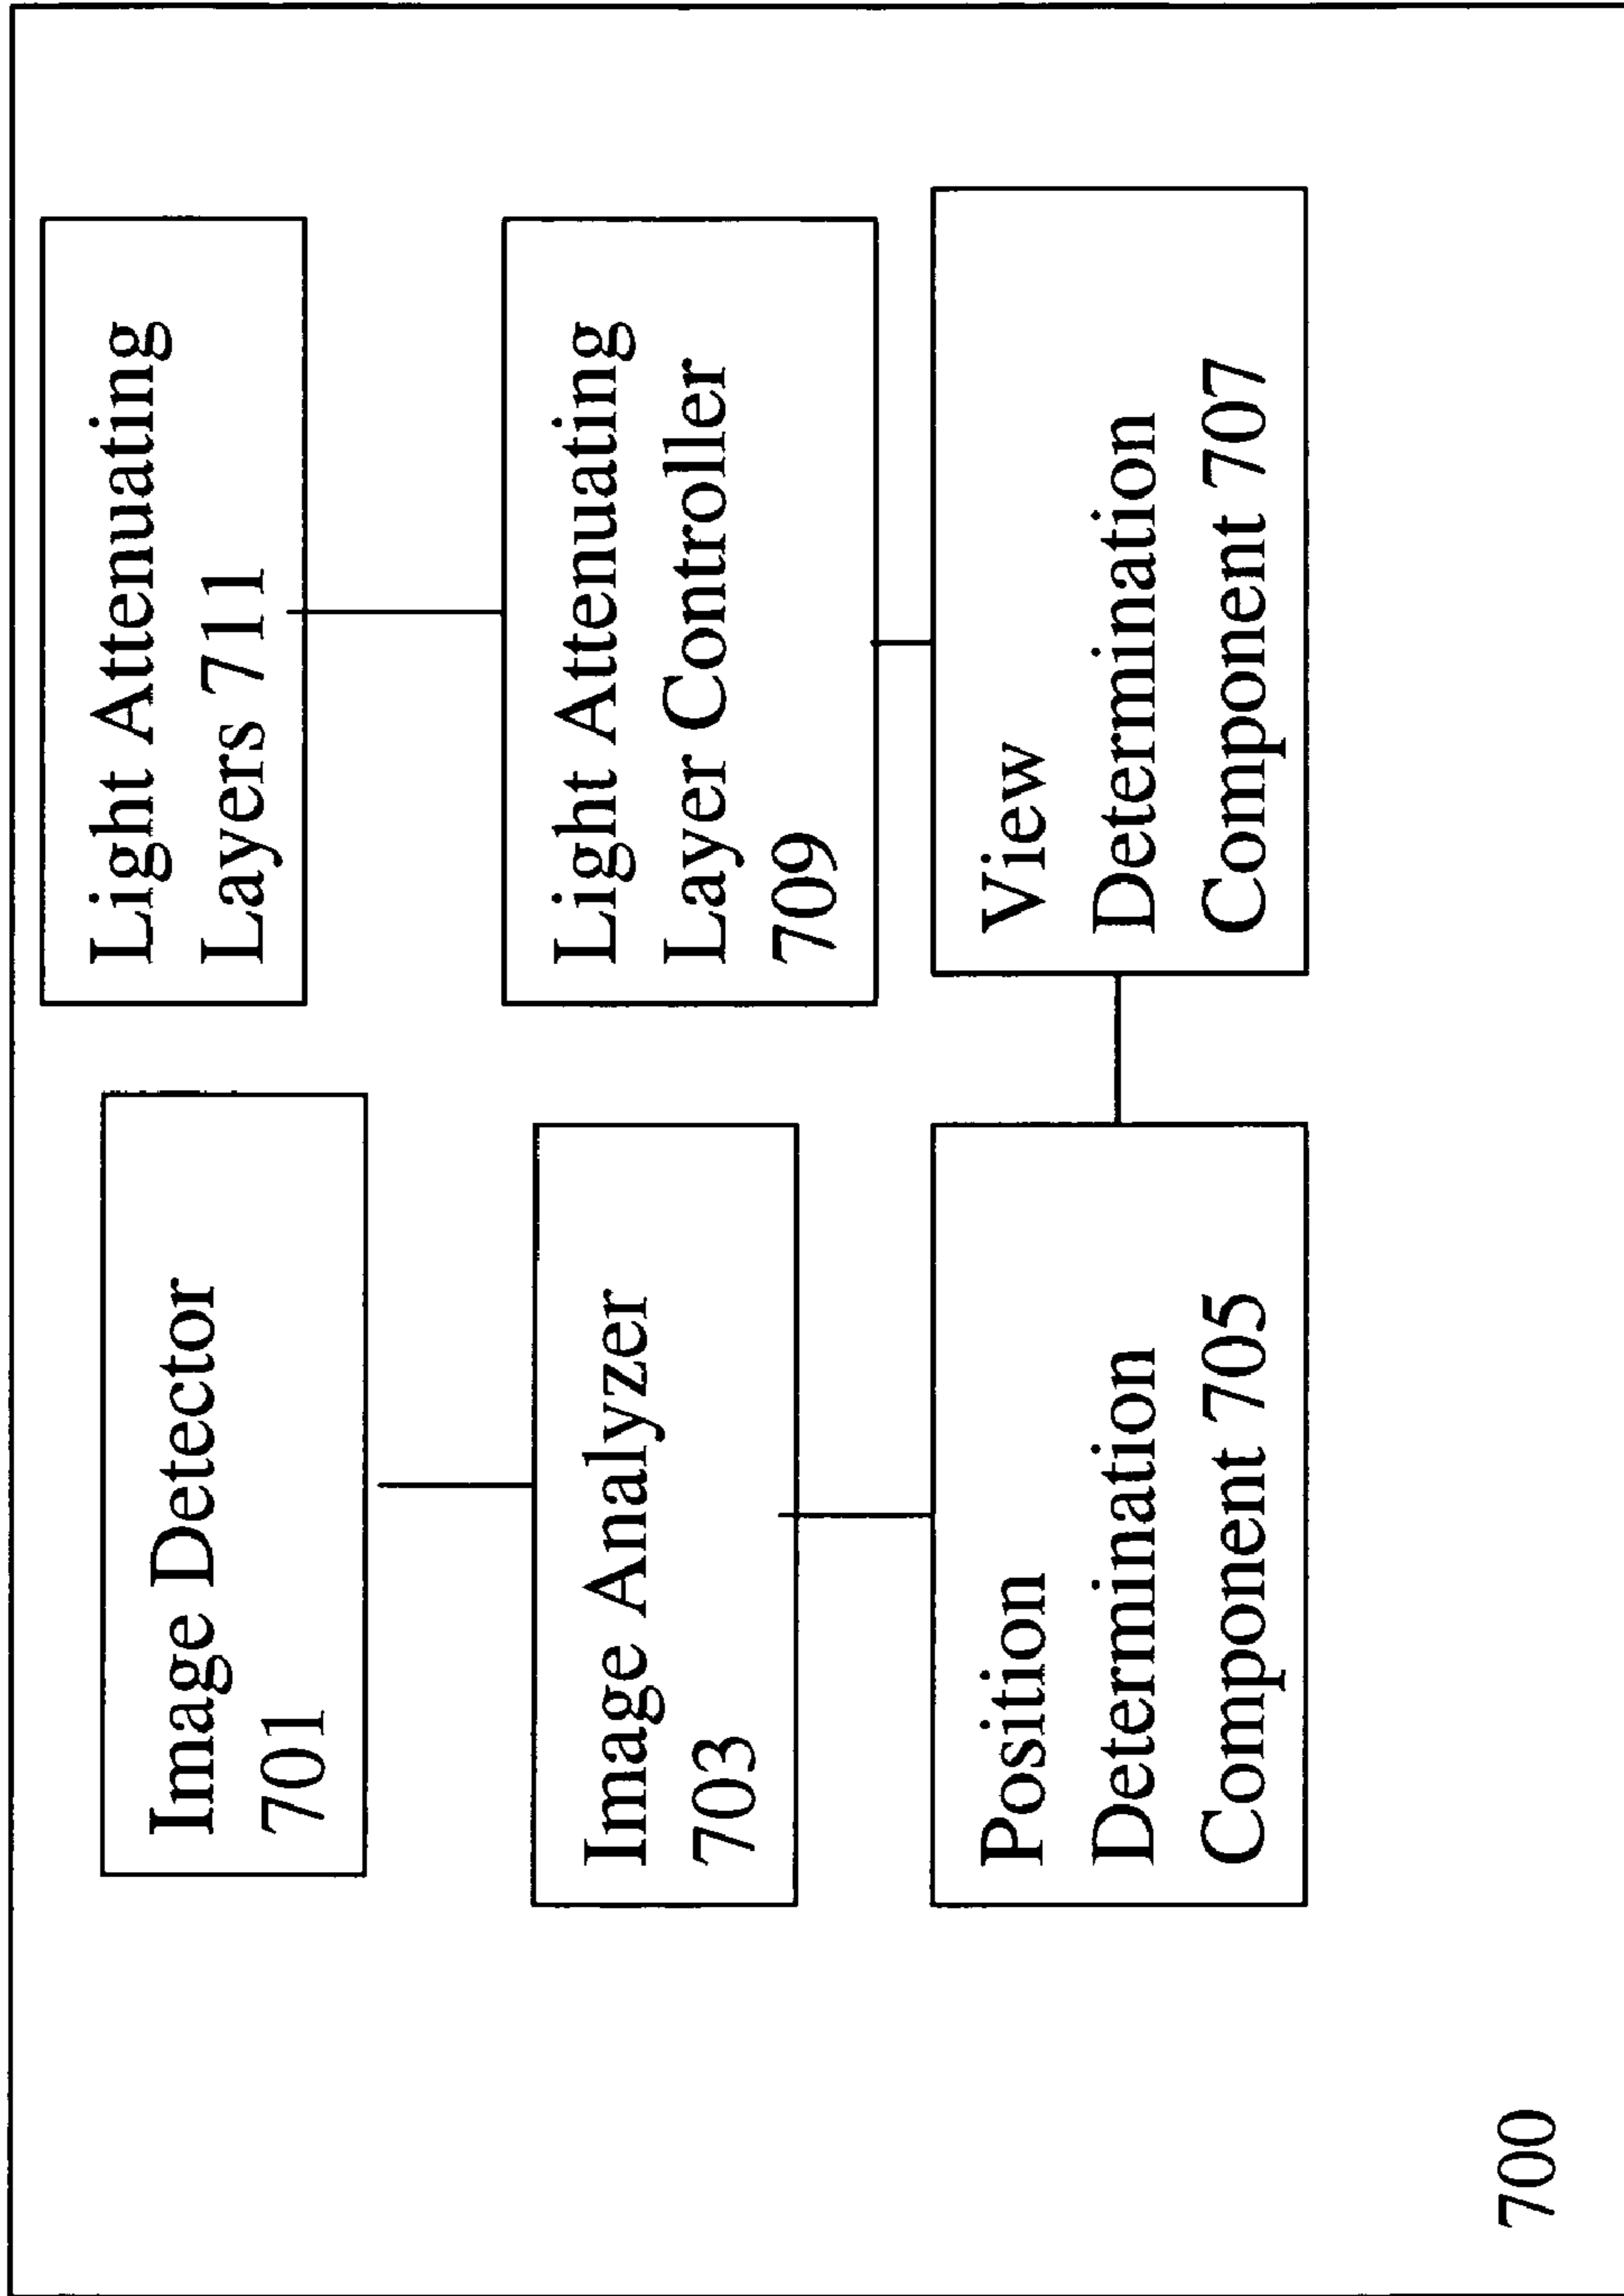 Image Detector
701
Image Analyzer
703
Position
Determination
Component 705
Light Attenuating
Layers 711
Light Attenuating
Layer Controller
709
View
Determination
Component 707
700